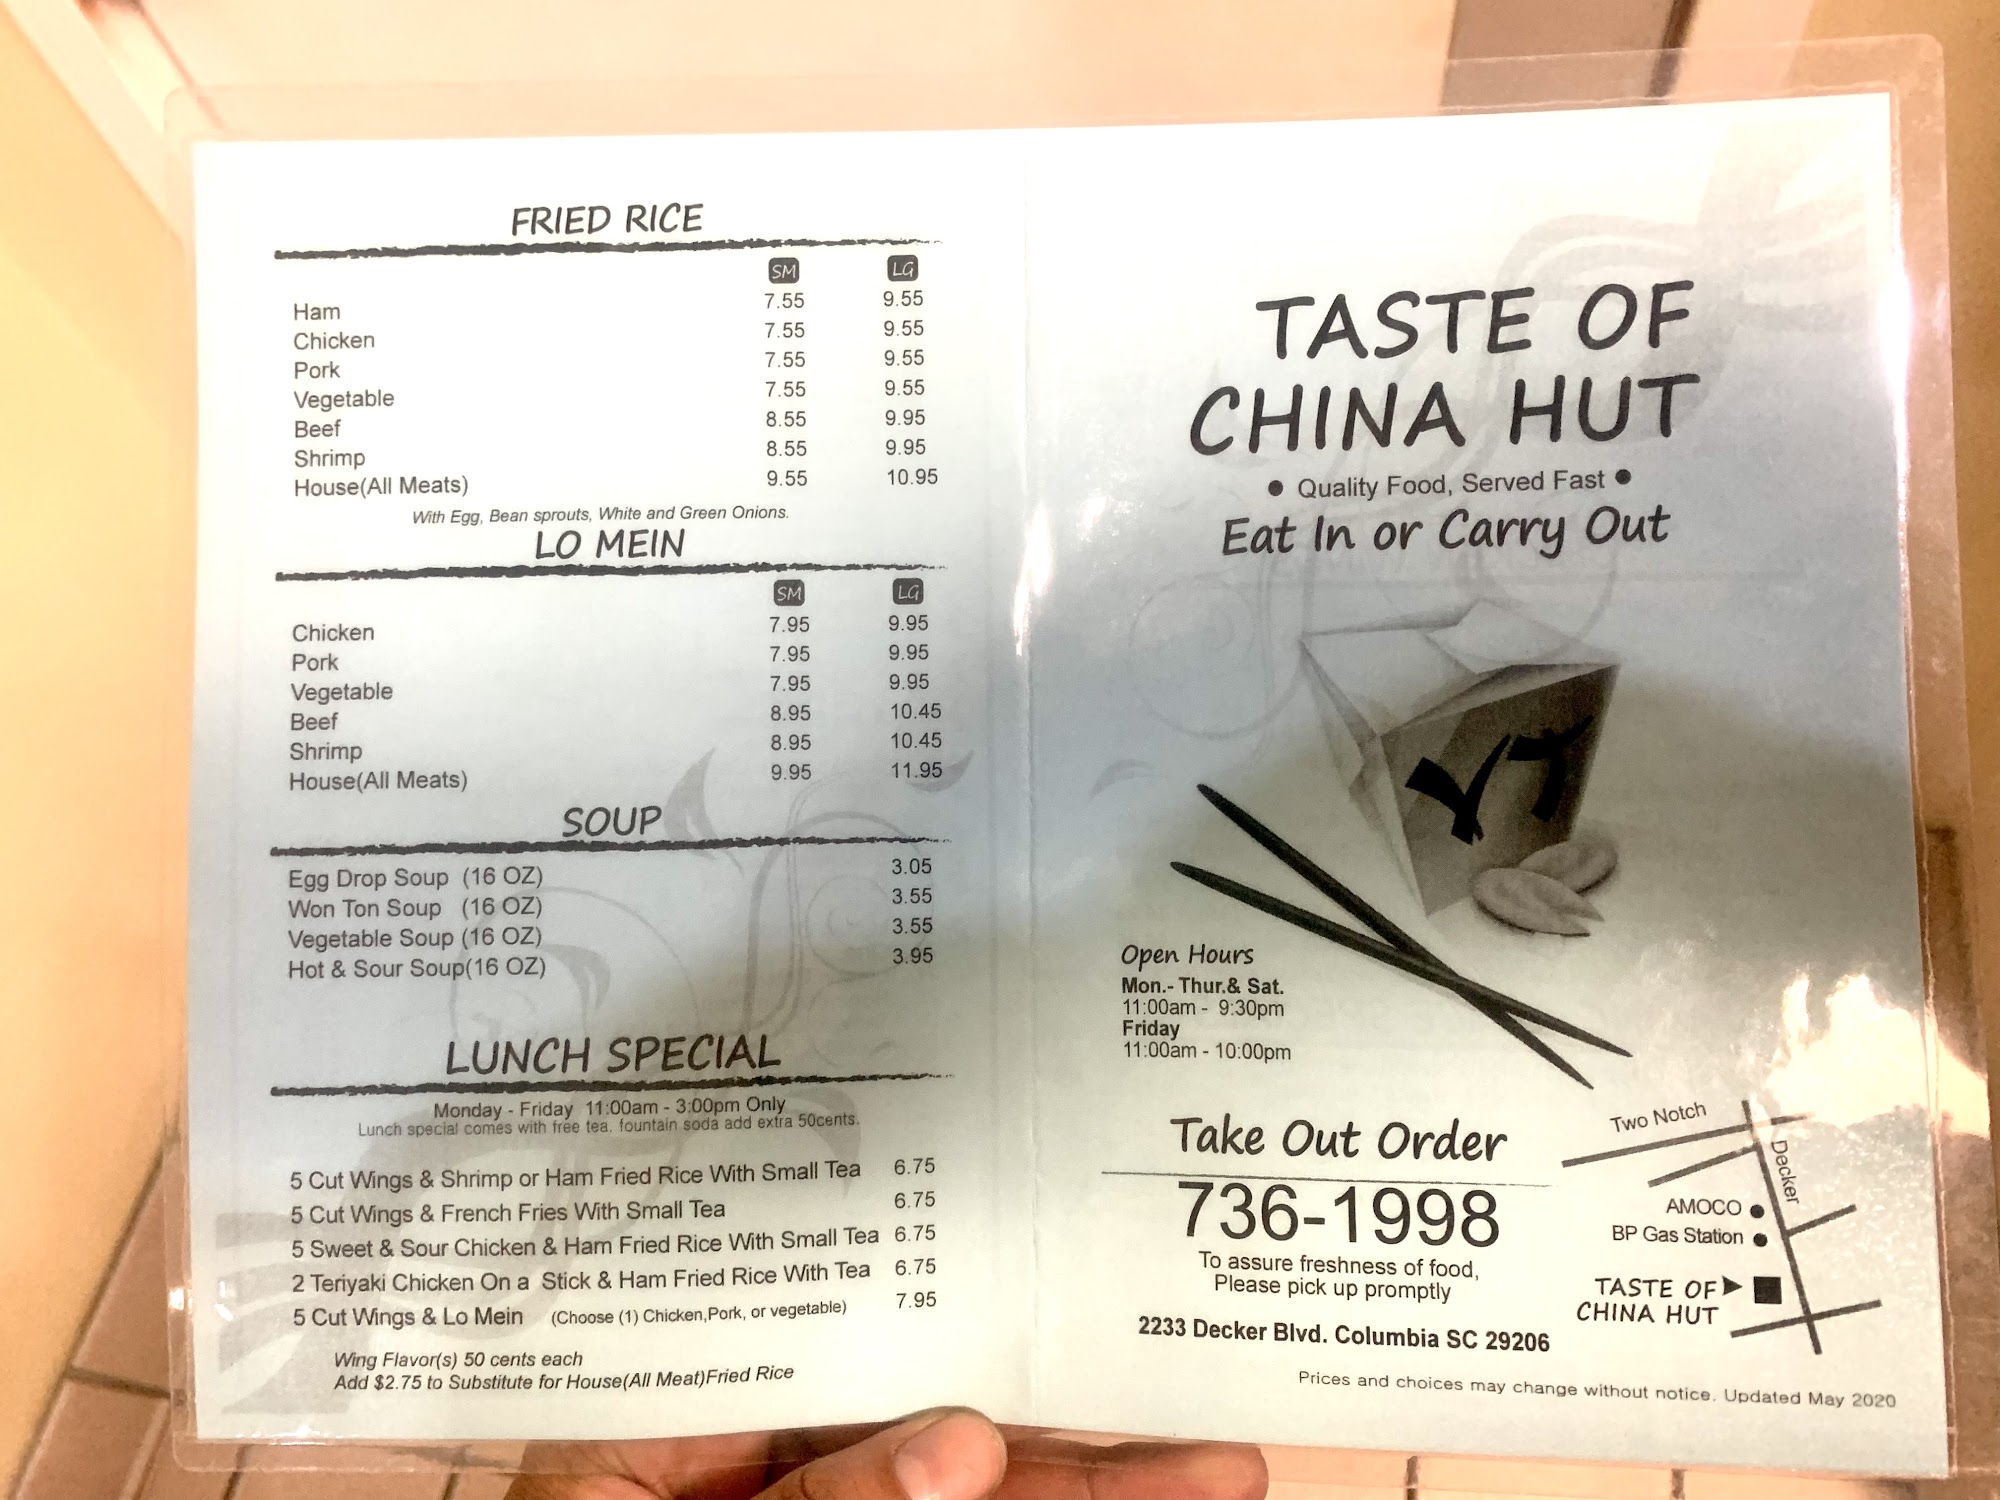 FRIED RICE
SM LG
Ham 7.55 9.55
Chicken 7.55 9.55
Pork 7.55 9.55
Vegetable 7.55 9.55
Beef 8.55 9.95
Shrimp 8.55 9.95
House(All Meats) 9.55 10.95
With Egg, Bean sprouts, White and Green Onions.
LO MEIN
SM LG
Chicken 7.95 9.95
Pork 7.95 9.95
Vegetable 7.95 9.95
Beef 8.95 10.45
Shrimp 8.95 10.45
House(All Meats) 9.95 11.95
SOUP
Egg Drop Soup (16 OZ) 3.05
Won Ton Soup (16 OZ) 3.55
Vegetable Soup (16 OZ) 3.55
Hot & Sour Soup(16 OZ) 3.95
LUNCH SPECIAL
Monday - Friday 11:00am - 3:00pm Only
Lunch special comes with free tea, fountain soda add extra 50cents.
5 Cut Wings & Shrimp or Ham Fried Rice With Small Tea 6.75
5 Cut Wings & French Fries With Small Tea 6.75
5 Sweet & Sour Chicken & Ham Fried Rice With Small Tea 6.75
2 Teriyaki Chicken On a Stick & Ham Fried Rice With Tea 6.75
5 Cut Wings & Lo Mein (Choose (1) Chicken,Pork, or vegetable) 7.95
Wing Flavor(s) 50 cents each
Add $2.75 to Substitute for House(All Meat)Fried Rice
TASTE OF
CHINA HUT
• Quality Food, Served Fast •
Eat In or Carry Out
Open Hours
Mon.- Thur.& Sat.
11:00am - 9:30pm
Friday
11:00am - 10:00pm
Take Out Order
736-1998
To assure freshness of food,
Please pick up promptly
2233 Decker Blvd. Columbia SC 29206
Two Notch
Decker
AMOCO
BP Gas Station
TASTE OF
CHINA HUT
Prices and choices may change without notice. Updated May 2020